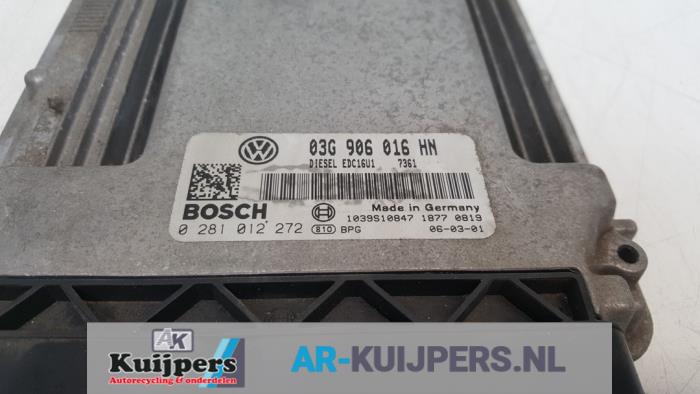 03G 906 016 HN
DIESEL EDC16U1 7361
BOSCH
Made in Germany
1039S10847 1877 0819
0 281 012 272 810 BPG 06-03-01
AK
Kuijpers
Autorecycling & onderdelen
AR-KUIJPERS.NL